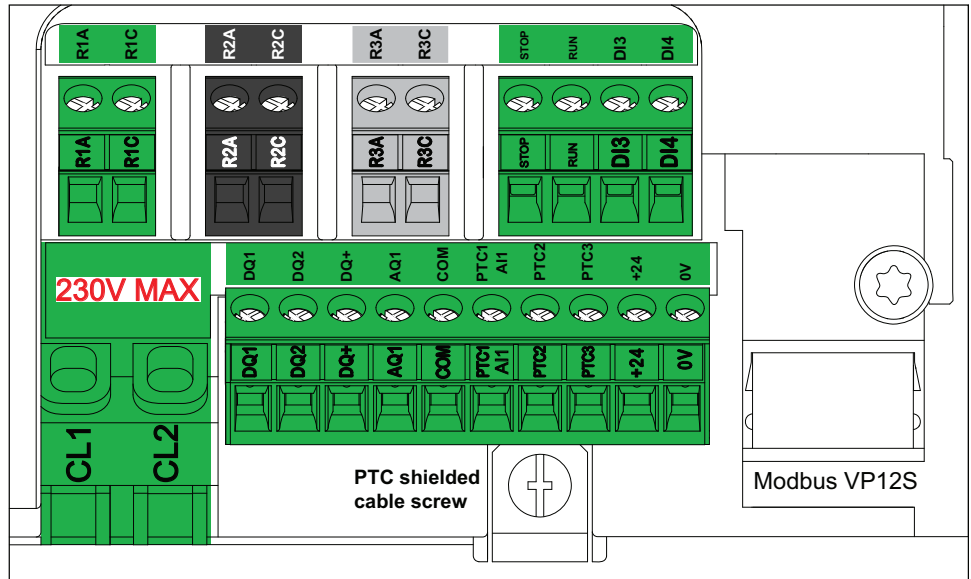 R1A R1C R2A R2C R3A R3C STOP RUN DI3 DI4
R1A R1C R2A R2C R3A R3C STOP RUN DI3 DI4
230V MAX
DQ1 DQ2 DQ+ AQ1 COM PTC1 AI1 PTC2 PTC3 +24 0V
DQ1 DQ2 DQ+ AQ1 COM PTC1 AI1 PTC2 PTC3 +24 0V
CL1 CL2
PTC shielded
cable screw
Modbus VP12S